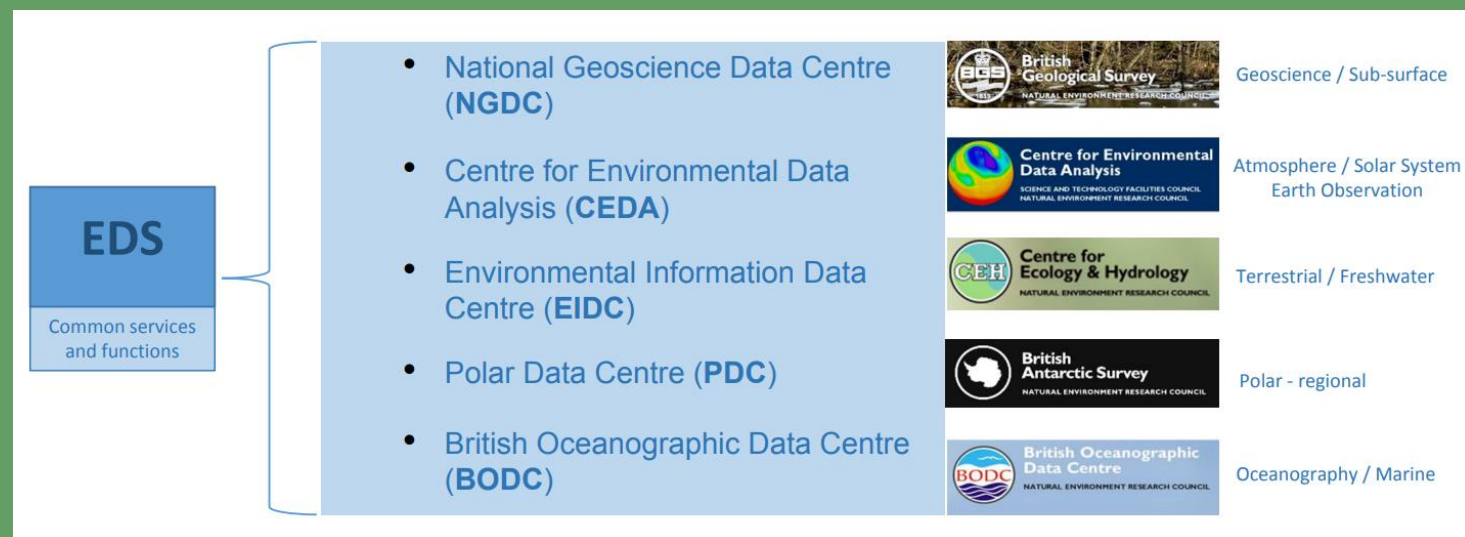 EDS
Common services
and functions
• National Geoscience Data Centre
(NGDC)
• Centre for Environmental Data
Analysis (CEDA)
• Environmental Information Data
Centre (EIDC)
• Polar Data Centre (PDC)
• British Oceanographic Data Centre
(BODC)
BGS
1835
British
Geological Survey
NATURAL ENVIRONMENT RESEARCH COUNCIL
Geoscience / Sub-surface
Centre for Environmental
Data Analysis
SCIENCE AND TECHNOLOGY FACILITIES COUNCIL
NATURAL ENVIRONMENT RESEARCH COUNCIL
Atmosphere / Solar System
Earth Observation
CEH
Centre for
Ecology & Hydrology
NATURAL ENVIRONMENT RESEARCH COUNCIL
Terrestrial / Freshwater
British
Antarctic Survey
NATURAL ENVIRONMENT RESEARCH COUNCIL
Polar - regional
BODC
British Oceanographic
Data Centre
NATURAL ENVIRONMENT RESEARCH COUNCIL
Oceanography / Marine